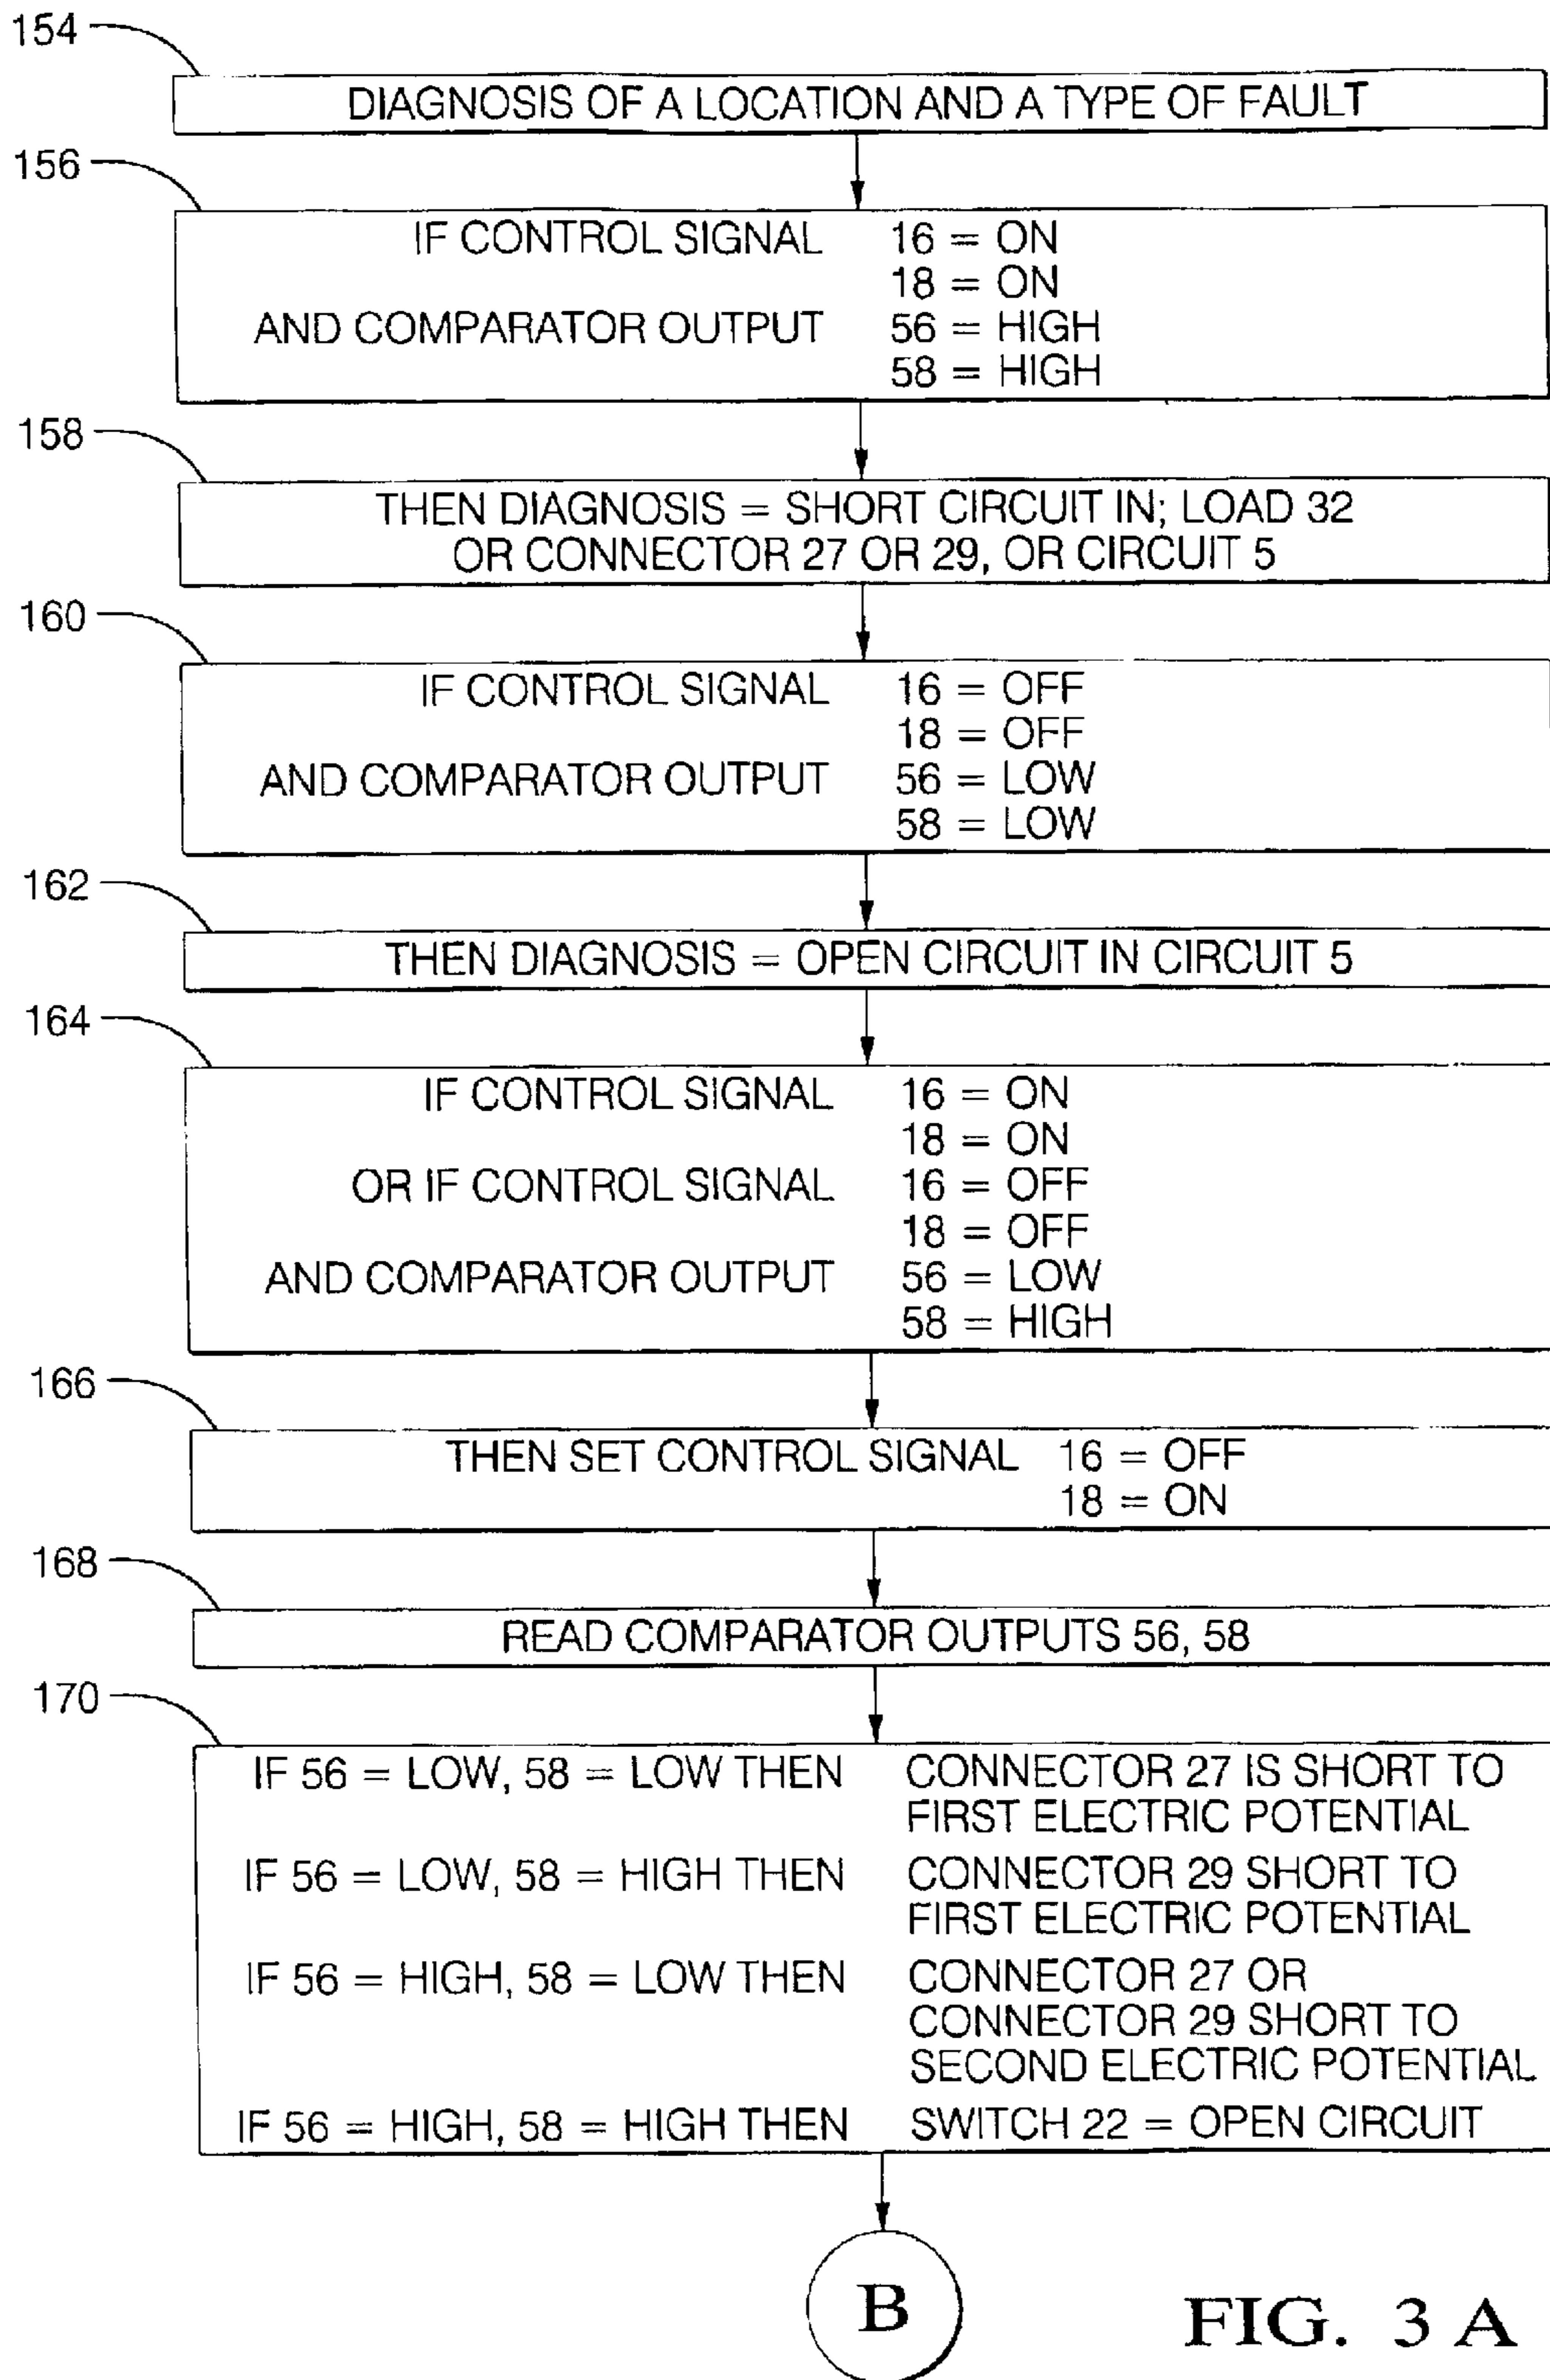 154
DIAGNOSIS OF A LOCATION AND A TYPE OF FAULT
156
IF CONTROL SIGNAL 16 = ON
18 = ON
AND COMPARATOR OUTPUT 56 = HIGH
58 = HIGH
158
THEN DIAGNOSIS = SHORT CIRCUIT IN; LOAD 32
OR CONNECTOR 27 OR 29, OR CIRCUIT 5
160
IF CONTROL SIGNAL 16 = OFF
18 = OFF
AND COMPARATOR OUTPUT 56 = LOW
58 = LOW
162
THEN DIAGNOSIS = OPEN CIRCUIT IN CIRCUIT 5
164
IF CONTROL SIGNAL 16 = ON
18 = ON
OR IF CONTROL SIGNAL 16 = OFF
18 = OFF
AND COMPARATOR OUTPUT 56 = LOW
58 = HIGH
166
THEN SET CONTROL SIGNAL 16 = OFF
18 = ON
168
READ COMPARATOR OUTPUTS 56, 58
170
IF 56 = LOW, 58 = LOW THEN CONNECTOR 27 IS SHORT TO
FIRST ELECTRIC POTENTIAL
IF 56 = LOW, 58 = HIGH THEN CONNECTOR 29 SHORT TO
FIRST ELECTRIC POTENTIAL
IF 56 = HIGH, 58 = LOW THEN CONNECTOR 27 OR
CONNECTOR 29 SHORT TO
SECOND ELECTRIC POTENTIAL
IF 56 = HIGH, 58 = HIGH THEN SWITCH 22 = OPEN CIRCUIT
B
FIG. 3 A